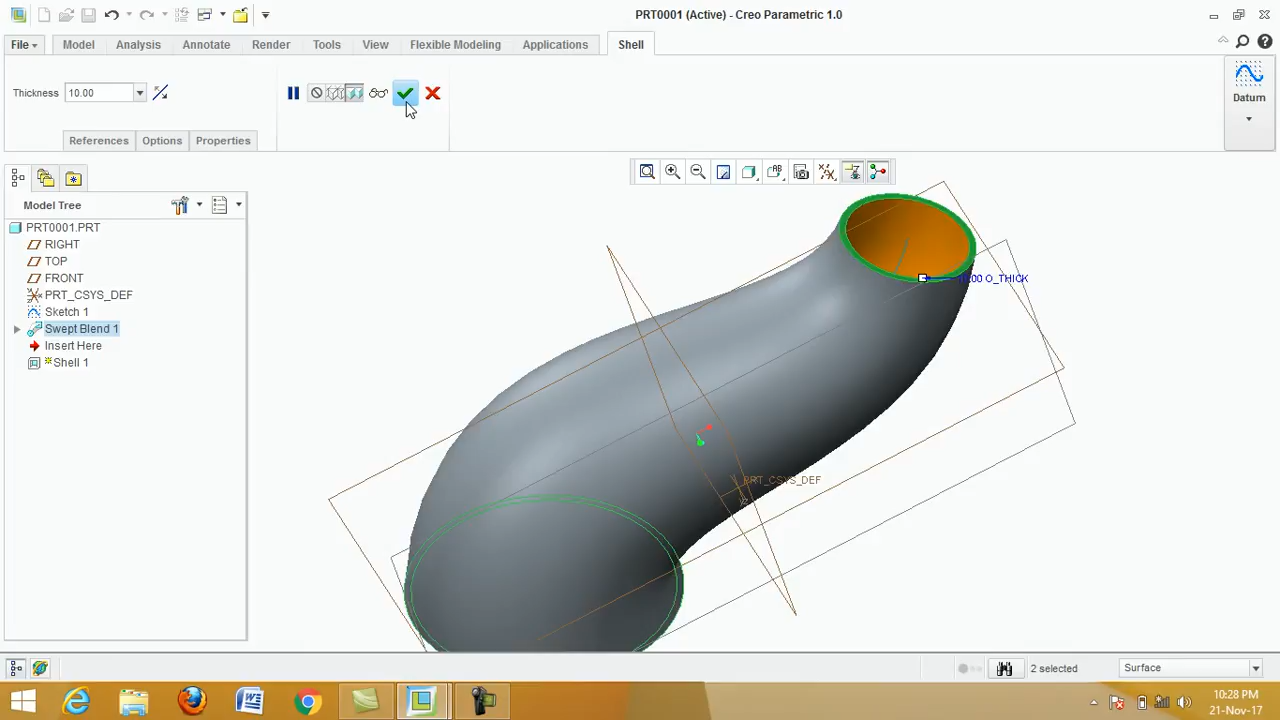 PRT0001 (Active) - Creo Parametric 1.0
File Model Analysis Annotate Render Tools View Flexible Modeling Applications Shell
Thickness 10.00
Datum
References Options Properties
Model Tree
PRT0001.PRT
RIGHT
TOP
FRONT
PRT_CSYS_DEF
Sketch 1
Swept Blend 1
Insert Here
Shell 1
O_THICK
PRT_CSYS_DEF
2 selected Surface
10:28 PM
21-Nov-17